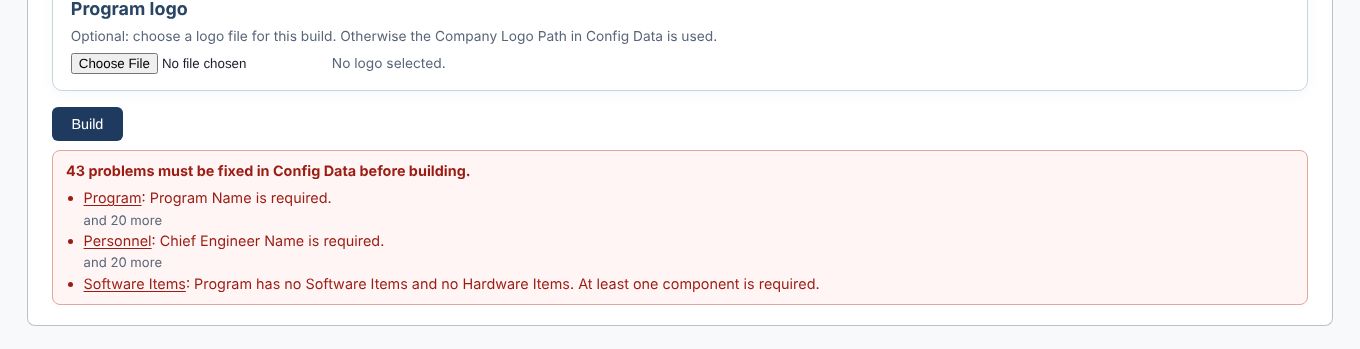 Program logo
Optional: choose a logo file for this build. Otherwise the Company Logo Path in Config Data is used.
Choose File No file chosen No logo selected.
Build
43 problems must be fixed in Config Data before building.
• Program: Program Name is required.
and 20 more
• Personnel: Chief Engineer Name is required.
and 20 more
• Software Items: Program has no Software Items and no Hardware Items. At least one component is required.